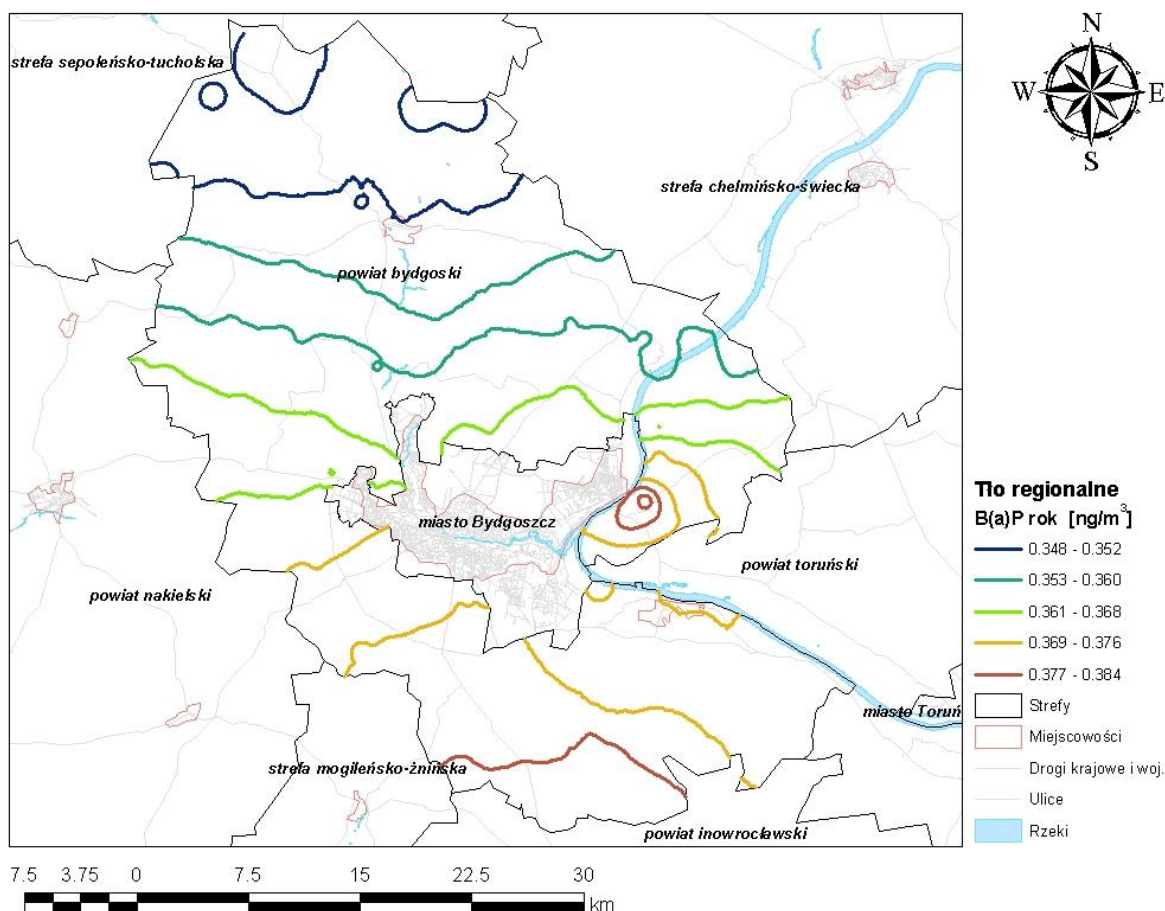 strefa sepoleńsko-tucholska
N
W
E
S
strefa chelmińsko-świecka
powiat bydgoski
miasto Bydgoszcz
powiat toruński
powiat nakielski
miasto Toruń
strefa mogileńsko-żnińska
powiat inowrocławski
Tło regionalne
B(a)P rok [ng/m³]
0.348 - 0.352
0.353 - 0.360
0.361 - 0.368
0.369 - 0.376
0.377 - 0.384
Strefy
Miejscowości
Drogi krajowe i woj.
Ulice
Rzeki
7.5 3.75 0 7.5 15 22.5 30
km